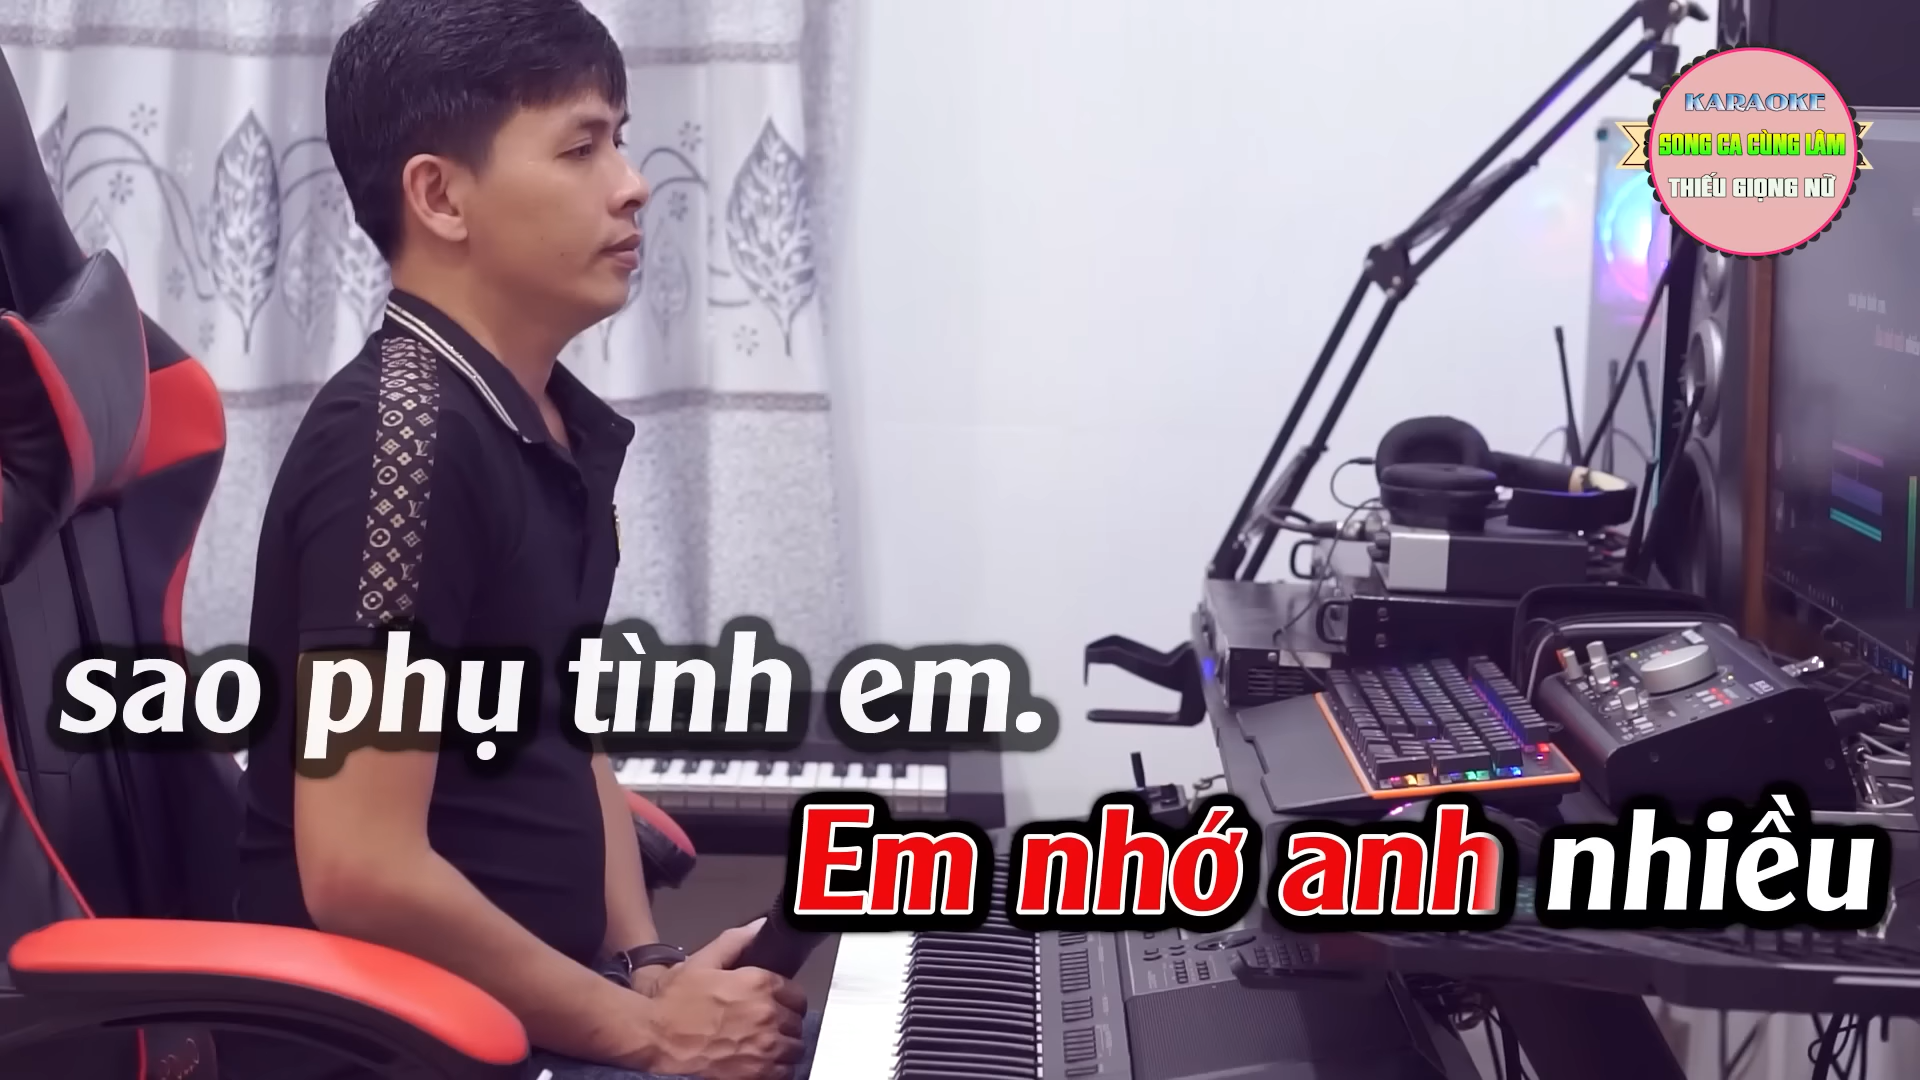 KARAOKE
SONG CA CÙNG LÂM
THIẾU GIỌNG NỮ
sao phụ tình em.
Em nhớ anh nhiều